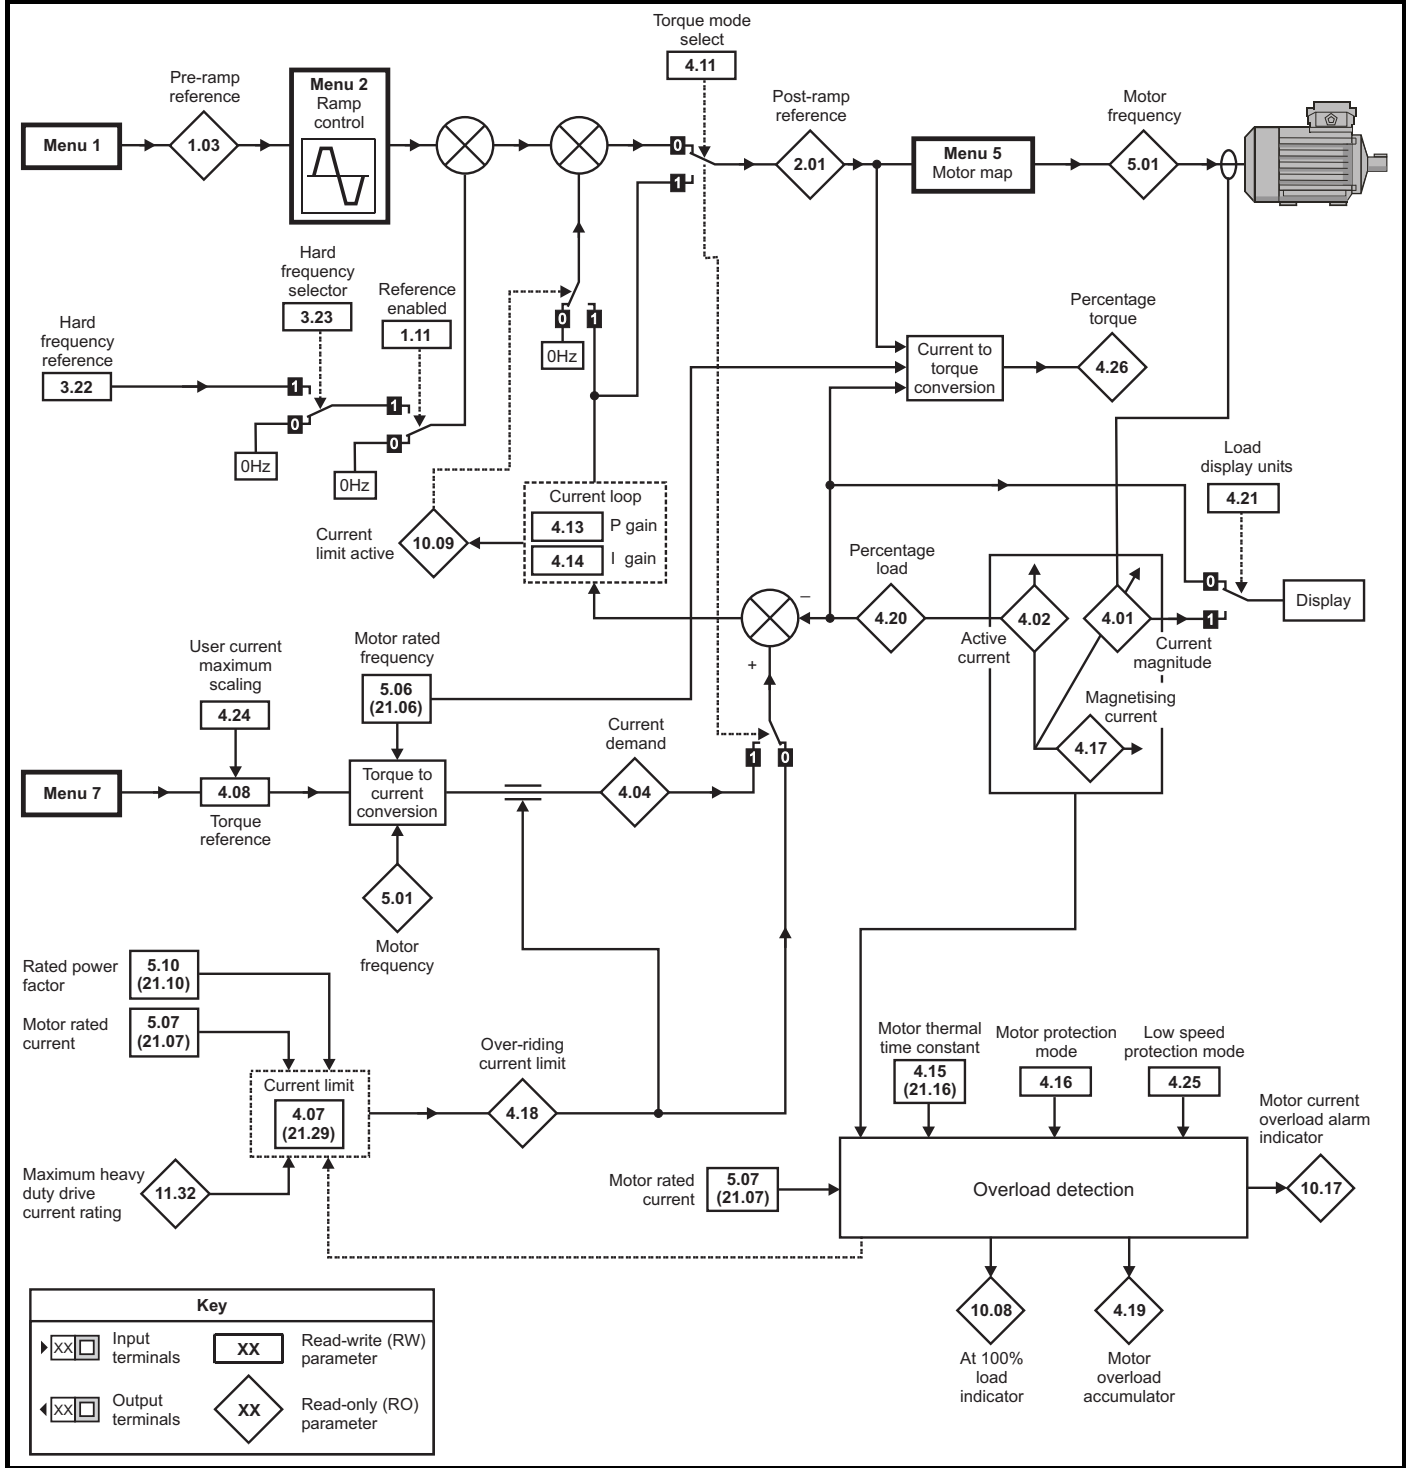 Torque mode
select
4.11
Pre-ramp
reference
Menu 1
1.03
Menu 2
Ramp
control
0
1
Post-ramp
reference
2.01
Menu 5
Motor map
Motor
frequency
5.01
Hard
frequency
selector
3.23
Reference
enabled
1.11
Hard
frequency
reference
3.22
1
0
0Hz
1
0
0Hz
0
1
0Hz
Current to
torque
conversion
Percentage
torque
4.26
Current loop
4.13
P gain
4.14
I gain
Current
limit active
10.09
Load
display units
4.21
0
1
Display
Percentage
load
4.20
–
+
4.02
Active
current
4.01
Current
magnitude
Magnetising
current
4.17
User current
maximum
scaling
4.24
Motor rated
frequency
5.06
(21.06)
Current
demand
4.04
1
0
Menu 7
4.08
Torque
reference
Torque to
current
conversion
5.01
Motor
frequency
Rated power
factor
5.10
(21.10)
Motor rated
current
5.07
(21.07)
Current limit
4.07
(21.29)
Over-riding
current limit
4.18
Maximum heavy
duty drive
current rating
11.32
Motor thermal
time constant
4.15
(21.16)
Motor protection
mode
4.16
Low speed
protection mode
4.25
Motor rated
current
5.07
(21.07)
Overload detection
Motor current
overload alarm
indicator
10.17
10.08
At 100%
load
indicator
4.19
Motor
overload
accumulator
Key
XX
Input
terminals
XX
Read-write (RW)
parameter
XX
Output
terminals
XX
Read-only (RO)
parameter